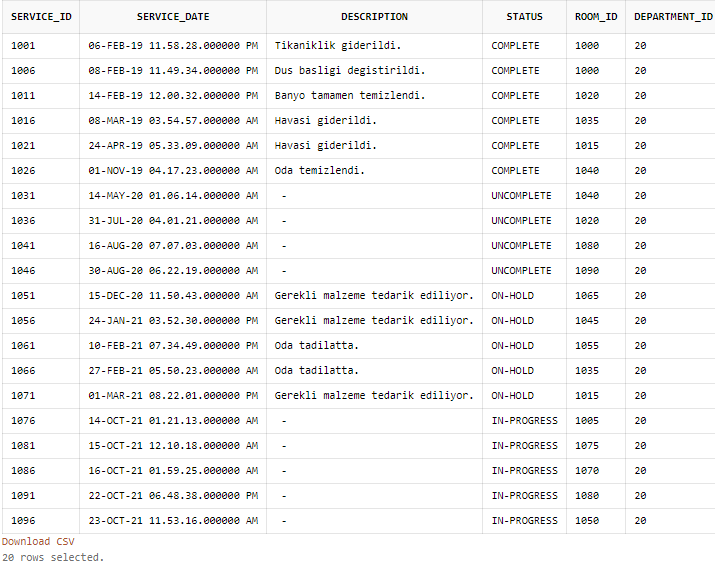 SERVICE_ID SERVICE_DATE DESCRIPTION STATUS ROOM_ID DEPARTMENT_ID
1001 06-FEB-19 11.58.28.000000 PM Tikaniklik giderildi. COMPLETE 1000 20
1006 08-FEB-19 11.49.34.000000 PM Dus basligi degistirildi. COMPLETE 1000 20
1011 14-FEB-19 12.00.32.000000 PM Banyo tamamen temizlendi. COMPLETE 1020 20
1016 08-MAR-19 03.54.57.000000 AM Havasi giderildi. COMPLETE 1035 20
1021 24-APR-19 05.33.09.000000 AM Havasi giderildi. COMPLETE 1015 20
1026 01-NOV-19 04.17.23.000000 AM Oda temizlendi. COMPLETE 1040 20
1031 14-MAY-20 01.06.14.000000 AM - UNCOMPLETE 1040 20
1036 31-JUL-20 04.01.21.000000 AM - UNCOMPLETE 1020 20
1041 16-AUG-20 07.07.03.000000 AM - UNCOMPLETE 1080 20
1046 30-AUG-20 06.22.19.000000 AM - UNCOMPLETE 1090 20
1051 15-DEC-20 11.50.43.000000 AM Gerekli malzeme tedarik ediliyor. ON-HOLD 1065 20
1056 24-JAN-21 03.52.30.000000 PM Gerekli malzeme tedarik ediliyor. ON-HOLD 1045 20
1061 10-FEB-21 07.34.49.000000 PM Oda tadilatta. ON-HOLD 1055 20
1066 27-FEB-21 05.50.23.000000 AM Oda tadilatta. ON-HOLD 1035 20
1071 01-MAR-21 08.22.01.000000 PM Gerekli malzeme tedarik ediliyor. ON-HOLD 1015 20
1076 14-OCT-21 01.21.13.000000 AM - IN-PROGRESS 1005 20
1081 15-OCT-21 12.10.18.000000 AM - IN-PROGRESS 1075 20
1086 16-OCT-21 01.59.25.000000 AM - IN-PROGRESS 1070 20
1091 22-OCT-21 06.48.38.000000 PM - IN-PROGRESS 1080 20
1096 23-OCT-21 11.53.16.000000 AM - IN-PROGRESS 1050 20
Download CSV
20 rows selected.